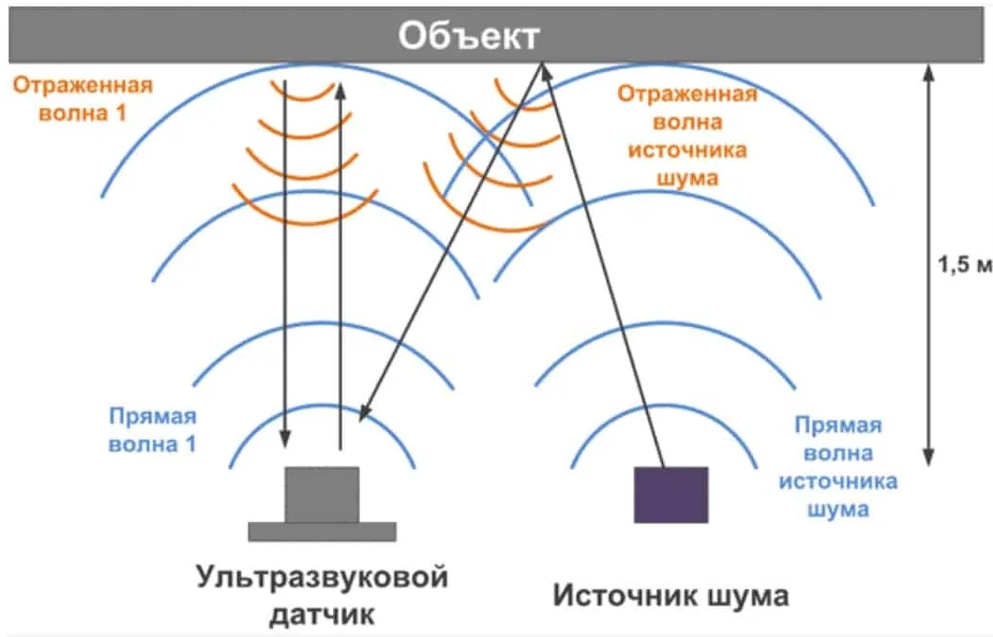 Объект
Отраженная
волна 1
Отраженная
волна
источника
шума
1,5 м
Прямая
волна 1
Прямая
волна
источника
шума
Ультразвуковой
датчик
Источник шума